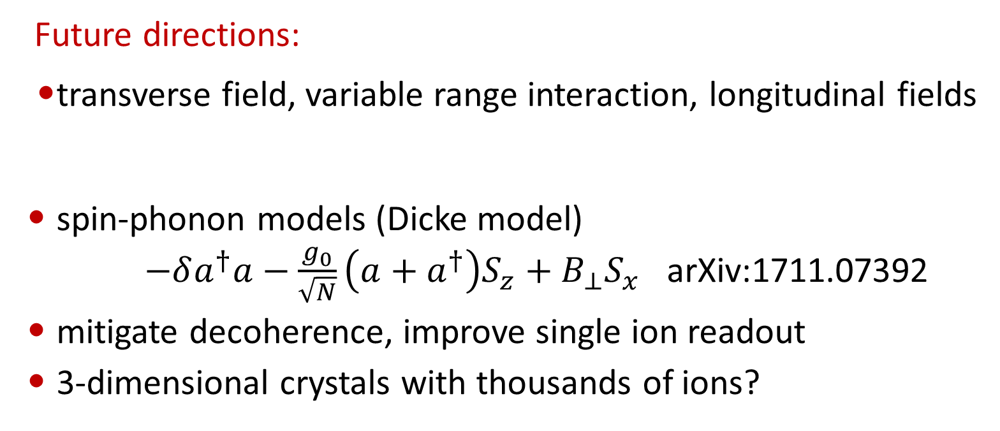 Future directions:
•transverse field, variable range interaction, longitudinal fields
• spin-phonon models (Dicke model)
$-\delta a^\dagger a - \frac{g_0}{\sqrt{N}}(a + a^\dagger)S_z + B_\perp S_x$ arXiv:1711.07392
• mitigate decoherence, improve single ion readout
• 3-dimensional crystals with thousands of ions?